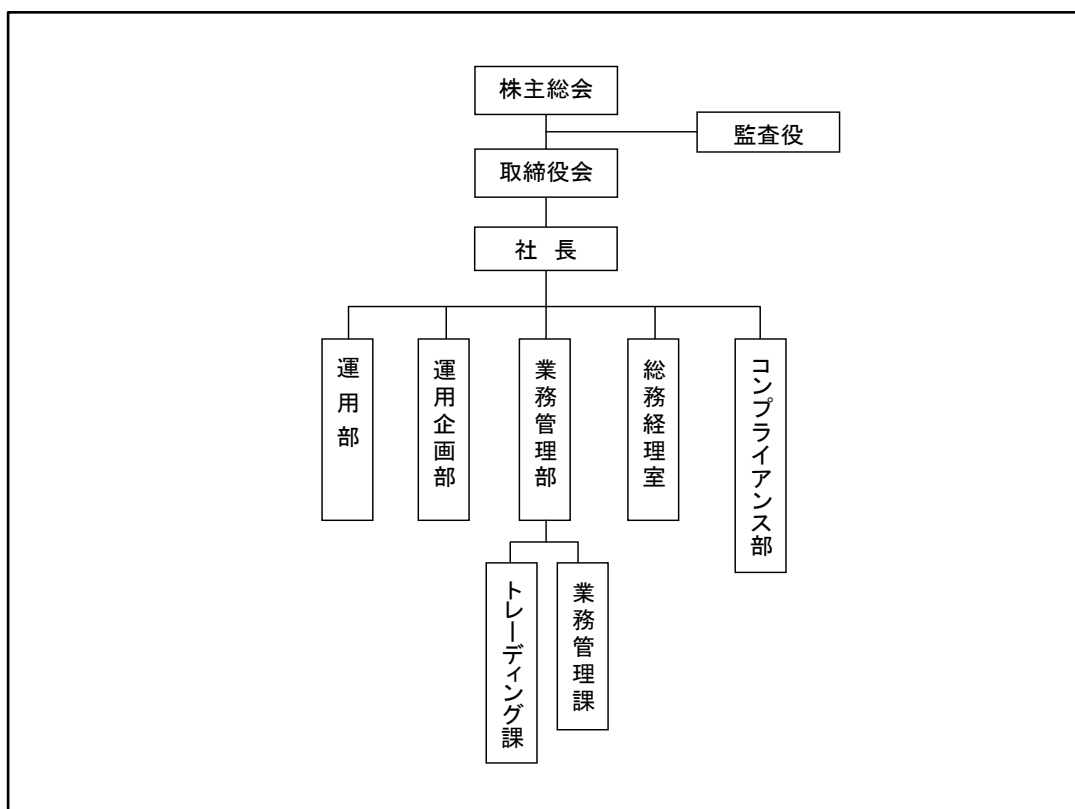 株主総会
監査役
取締役会
社 長
運用部
運用企画部
業務管理部
総務経理室
コンプライアンス部
トレーディング課
業務管理課